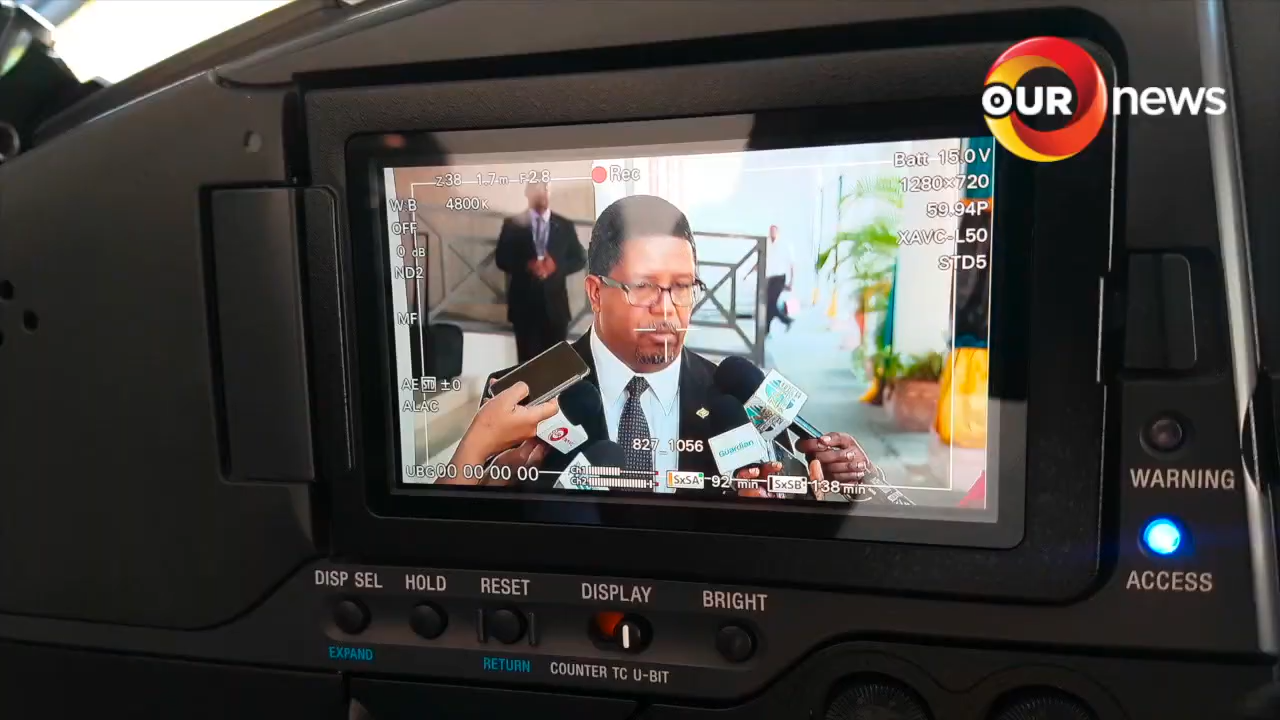 OUR news
Z38 1.7m F2.8
Rec
Batt 15.0V
1280×720
59.94P
XAVC-L50
STD5
W:B 4800K
OFF
0 dB
ND2
MF
AE STD ±0
ALAC
827_1056
Guardian
UBG 00 00 00 00
Ch1
Ch2
SxSA 92 min
SxSB 138 min
WARNING
ACCESS
DISP SEL
HOLD
RESET
DISPLAY
BRIGHT
EXPAND
RETURN
COUNTER TC U-BIT